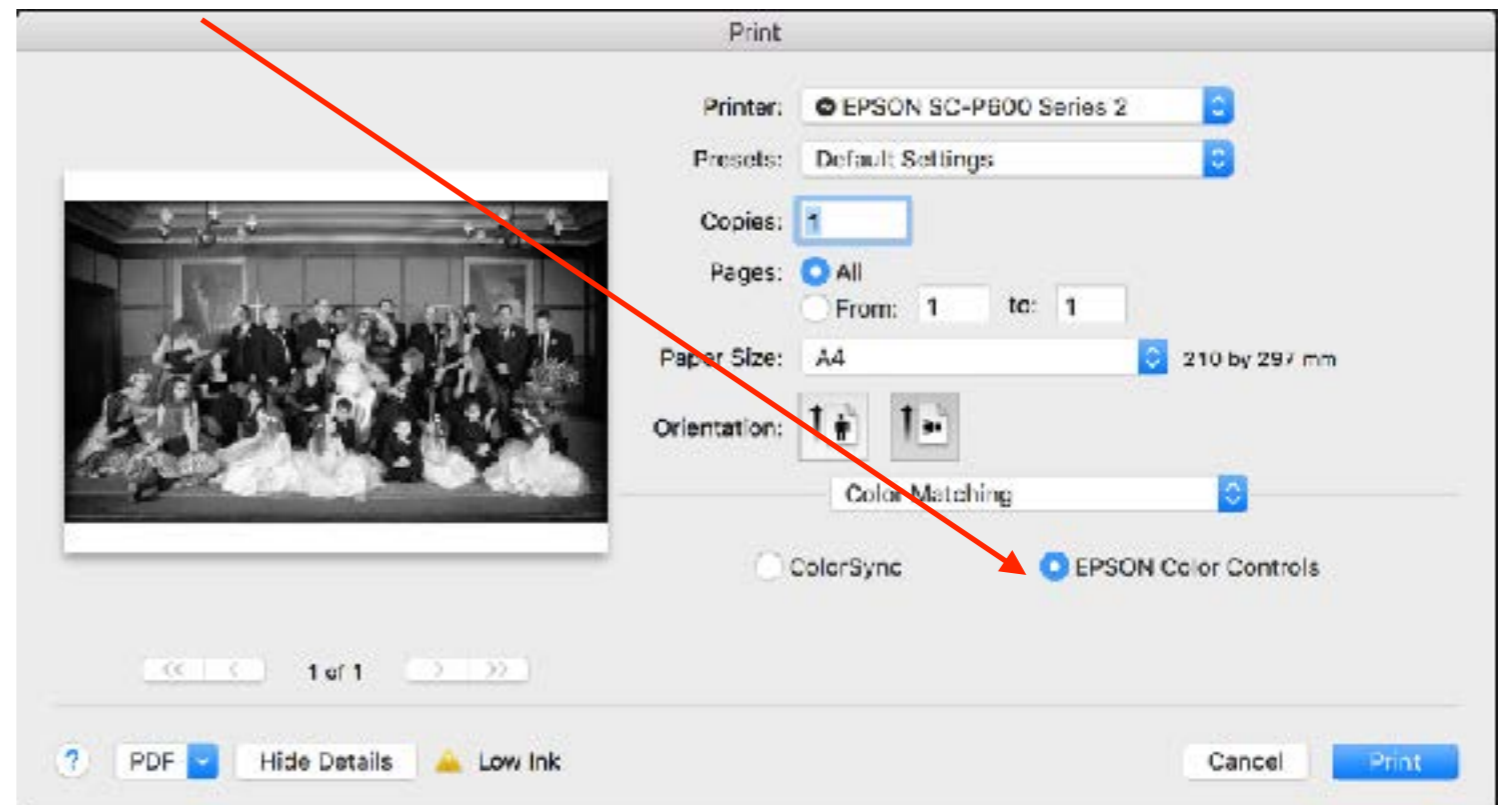 Print
Printer: EPSON SC-P600 Series 2
Presets: Default Settings
Copies: 1
Pages: All
From: 1 to: 1
Paper Size: A4 210 by 297 mm
Orientation:
Color Matching
ColorSync EPSON Color Controls
<< < 1 of 1 > >>
? PDF Hide Details Low Ink Cancel Print